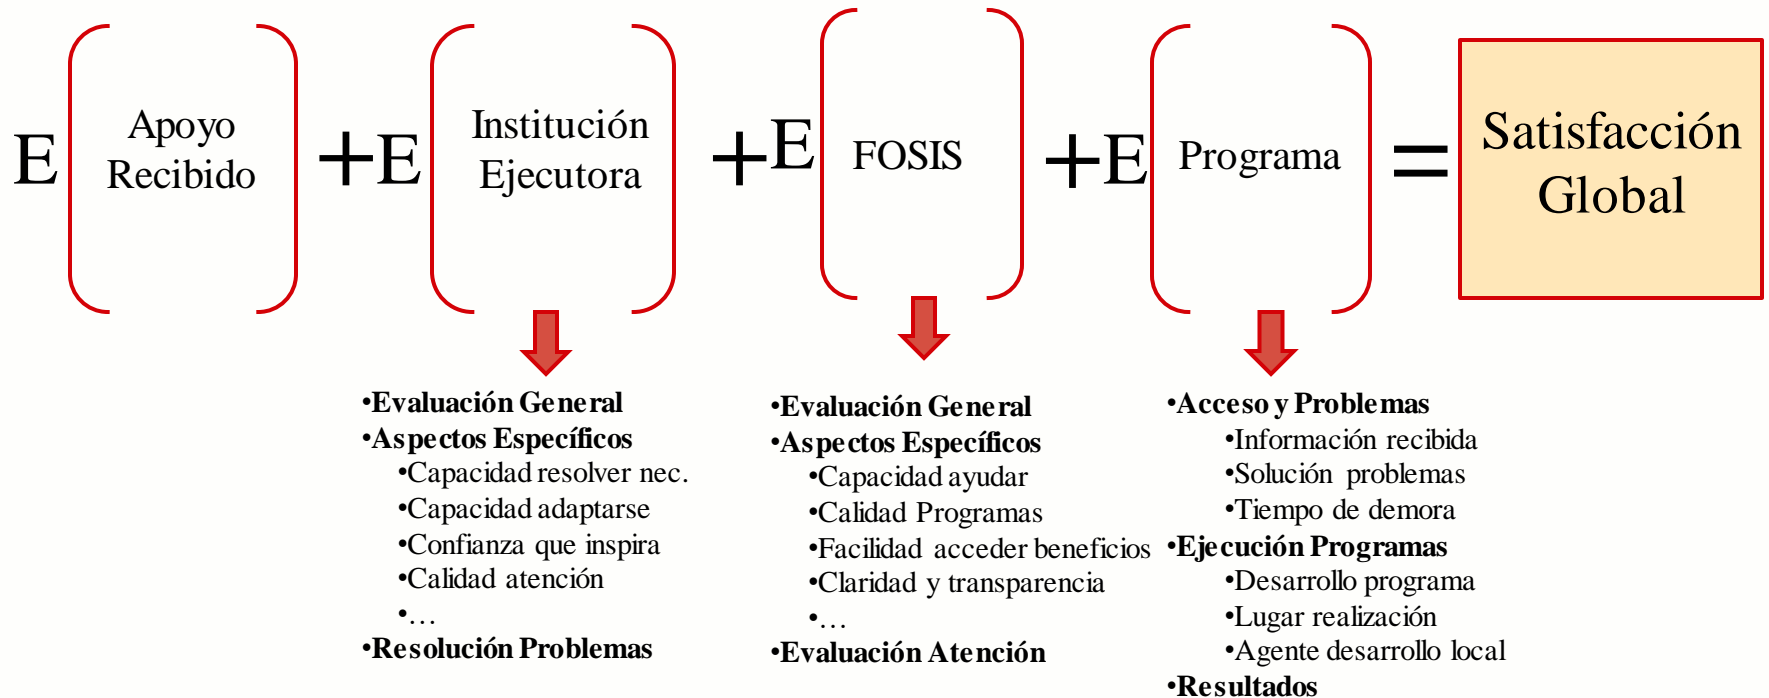 E
Apoyo
Recibido
+E
Institución
Ejecutora
+E
FOSIS
+E
Programa
=
Satisfacción
Global
•Evaluación General
•Aspectos Específicos
•Capacidad resolver nec.
•Capacidad adaptarse
•Confianza que inspira
•Calidad atención
•…
•Resolución Problemas
•Evaluación General
•Aspectos Específicos
•Capacidad ayudar
•Calidad Programas
•Facilidad acceder beneficios
•Claridad y transparencia
•…
•Evaluación Atención
•Acceso y Problemas
•Información recibida
•Solución problemas
•Tiempo de demora
•Ejecución Programas
•Desarrollo programa
•Lugar realización
•Agente desarrollo local
•Resultados